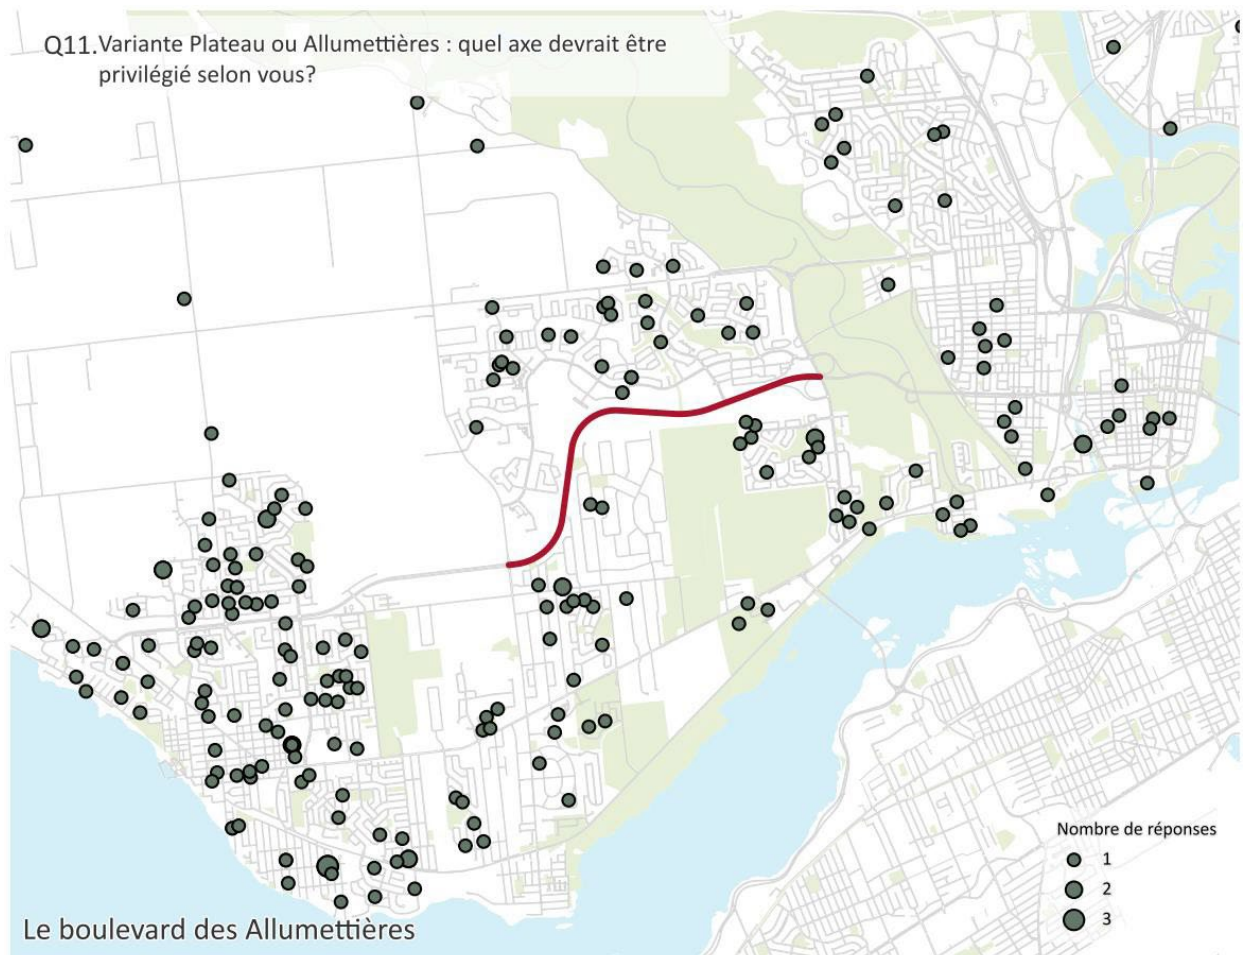 Q11.Variante Plateau ou Allumettières : quel axe devrait être
privilégié selon vous?
Nombre de réponses
1
2
3
Le boulevard des Allumettières